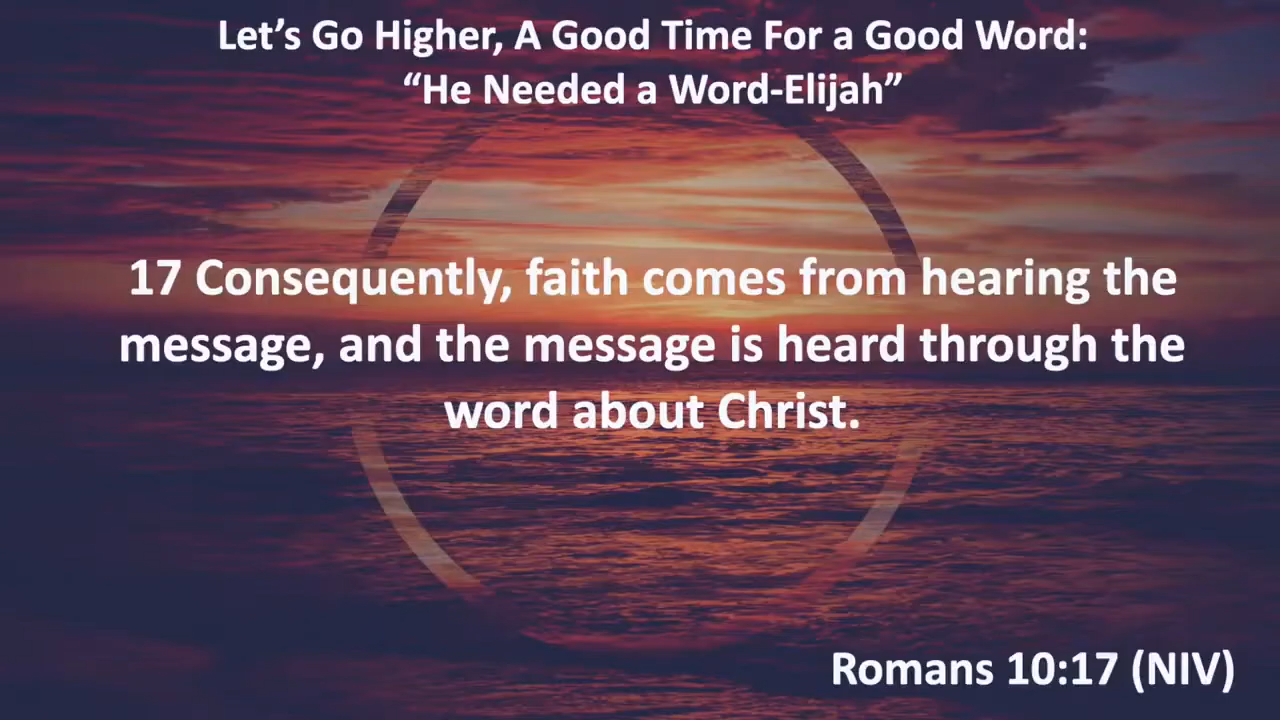 Let’s Go Higher, A Good Time For a Good Word:
“He Needed a Word-Elijah”
17 Consequently, faith comes from hearing the
message, and the message is heard through the
word about Christ.
Romans 10:17 (NIV)